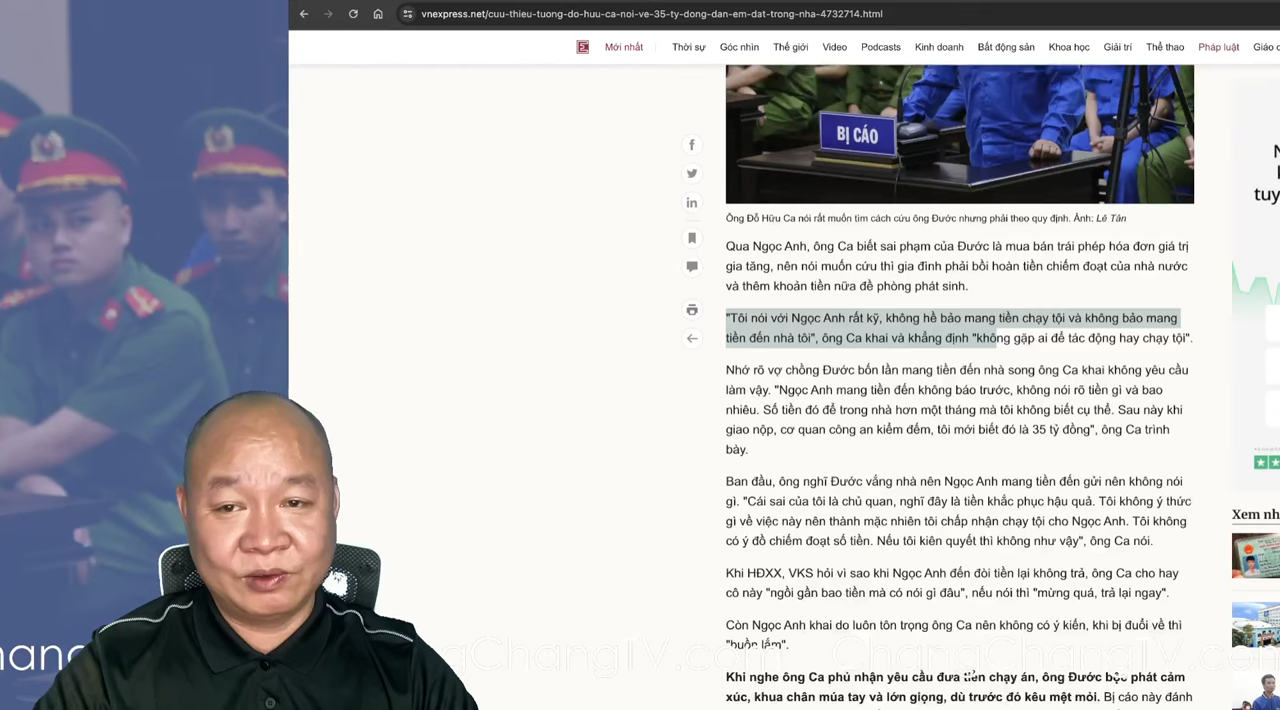 vnexpress.net/cuu-thieu-tuong-do-huu-ca-noi-ve-35-ty-dong-dan-em-dat-trong-nha-4732714.html
Mới nhất Thời sự Góc nhìn Thế giới Video Podcasts Kinh doanh Bất động sản Khoa học Giải trí Thể thao Pháp luật Giáo
BỊ CÁO
Ông Đỗ Hữu Ca nói rất muốn tìm cách cứu ông Được nhưng phải theo quy định. Ảnh: Lê Tân
Qua Ngọc Anh, ông Ca biết sai phạm của Được là mua bán trái phép hóa đơn giá trị
gia tăng, nên nói muốn cứu thì gia đình phải bồi hoàn tiền chiếm đoạt của nhà nước
và thêm khoản tiền nữa đề phòng phát sinh.
"Tôi nói với Ngọc Anh rất kỹ, không hề bảo mang tiền chạy tội và không bảo mang
tiền đến nhà tôi", ông Ca khai và khẳng định "không gặp ai để tác động hay chạy tội".
Nhớ rõ vợ chồng Được bốn lần mang tiền đến nhà song ông Ca khai không yêu cầu
làm vậy. "Ngọc Anh mang tiền đến không báo trước, không nói rõ tiền gì và bao
nhiêu. Số tiền đó để trong nhà hơn một tháng mà tôi không biết cụ thể. Sau này khi
giao nộp, cơ quan công an kiểm đếm, tôi mới biết đó là 35 tỷ đồng", ông Ca trình
bày.
Ban đầu, ông nghĩ Được vắng nhà nên Ngọc Anh mang tiền đến gửi nên không nói
gì. "Cái sai của tôi là chủ quan, nghĩ đây là tiền khắc phục hậu quả. Tôi không ý thức
gì về việc này nên thành mặc nhiên tôi chấp nhận chạy tội cho Ngọc Anh. Tôi không
có ý đồ chiếm đoạt số tiền. Nếu tôi kiên quyết thì không như vậy", ông Ca nói.
Khi HĐXX, VKS hỏi vì sao khi Ngọc Anh đến đòi tiền lại không trả, ông Ca cho hay
cô này "ngồi gần bao tiền mà có nói gì đâu", nếu nói thì "mừng quá, trả lại ngay".
Còn Ngọc Anh khai do luôn tôn trọng ông Ca nên không có ý kiến, khi bị đuổi về thì
"buồn lắm".
Khi nghe ông Ca phủ nhận yêu cầu đưa tiền chạy án, ông Được bộc phát cảm
xúc, khua chân múa tay và lớn giọng, dù trước đó kêu mệt mỏi. Bị cáo này đánh
tuy
Xem nh
ChangChangTV.com